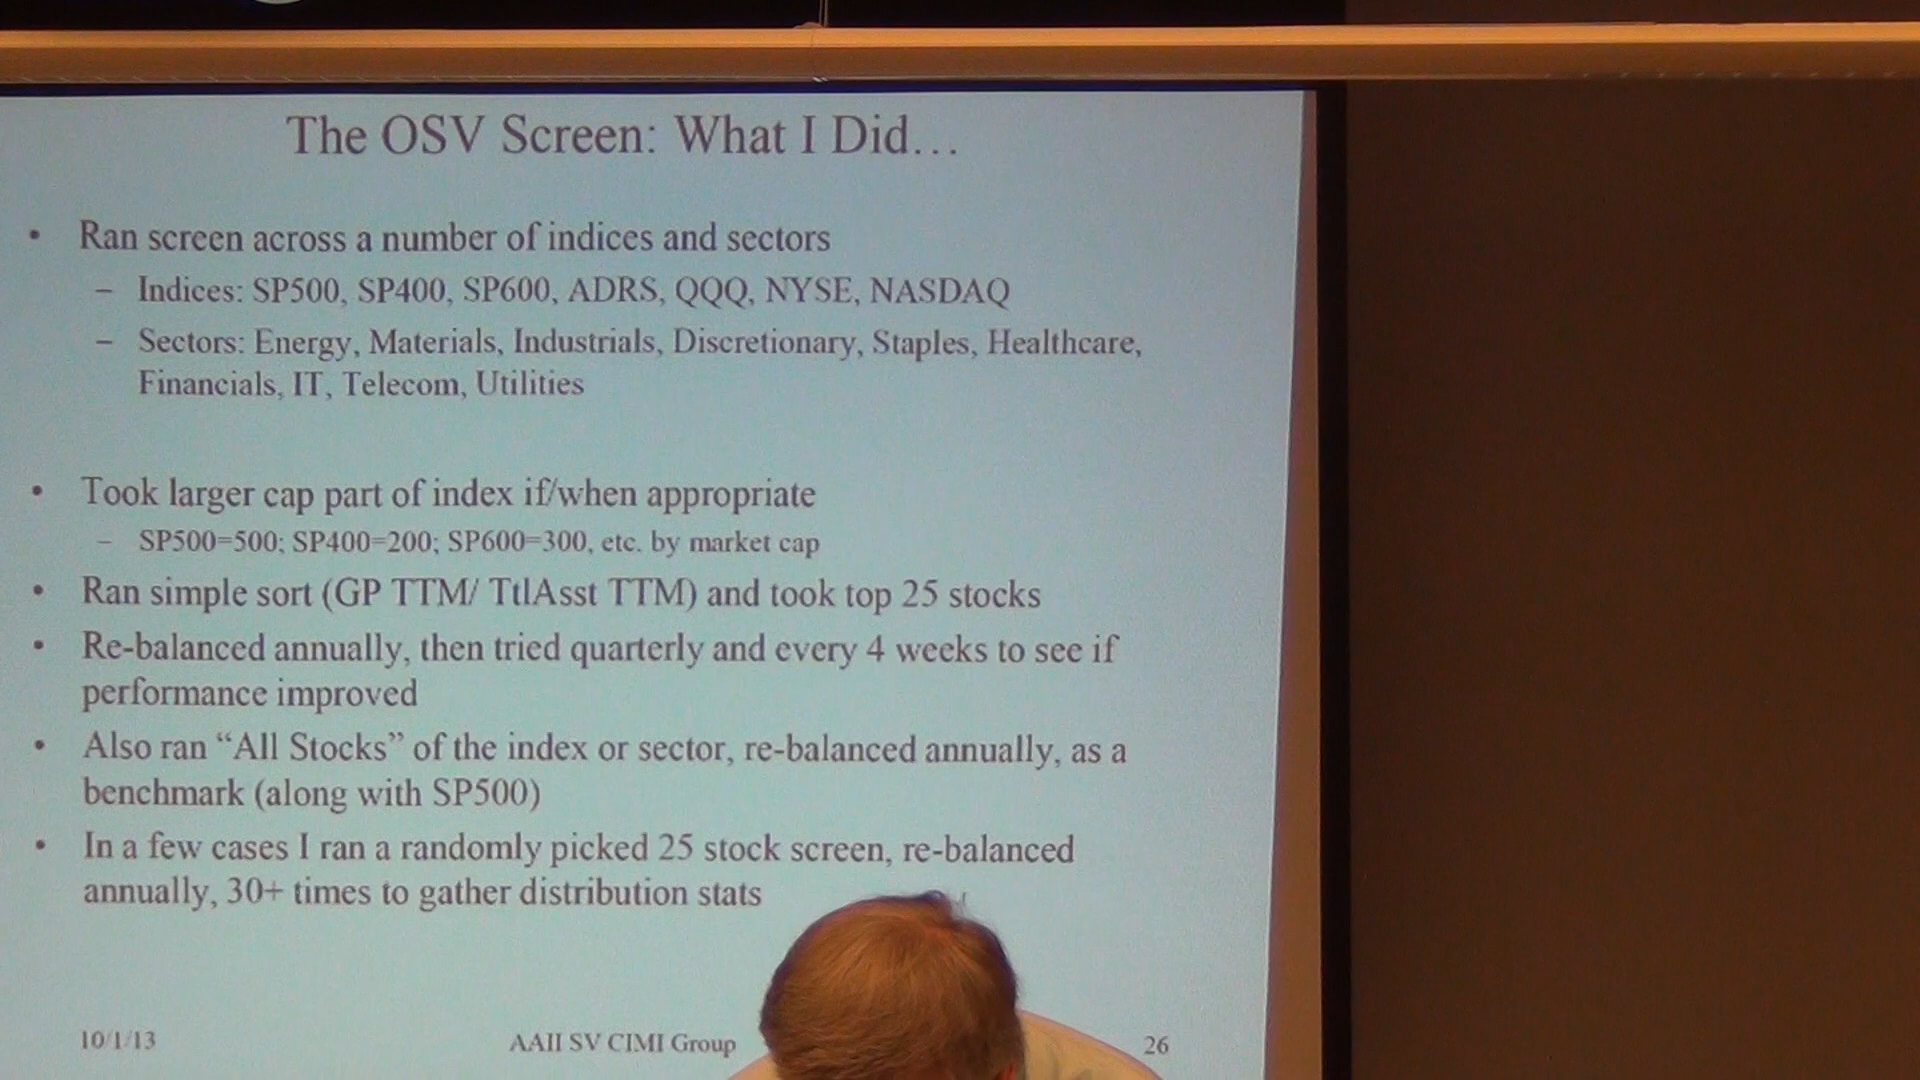 The OSV Screen: What I Did…
• Ran screen across a number of indices and sectors
– Indices: SP500, SP400, SP600, ADRS, QQQ, NYSE, NASDAQ
– Sectors: Energy, Materials, Industrials, Discretionary, Staples, Healthcare,
Financials, IT, Telecom, Utilities
• Took larger cap part of index if/when appropriate
– SP500=500; SP400=200; SP600=300, etc. by market cap
• Ran simple sort (GP TTM/ TtlAsst TTM) and took top 25 stocks
• Re-balanced annually, then tried quarterly and every 4 weeks to see if
performance improved
• Also ran “All Stocks” of the index or sector, re-balanced annually, as a
benchmark (along with SP500)
• In a few cases I ran a randomly picked 25 stock screen, re-balanced
annually, 30+ times to gather distribution stats
10/1/13 AAII SV CIMI Group 26